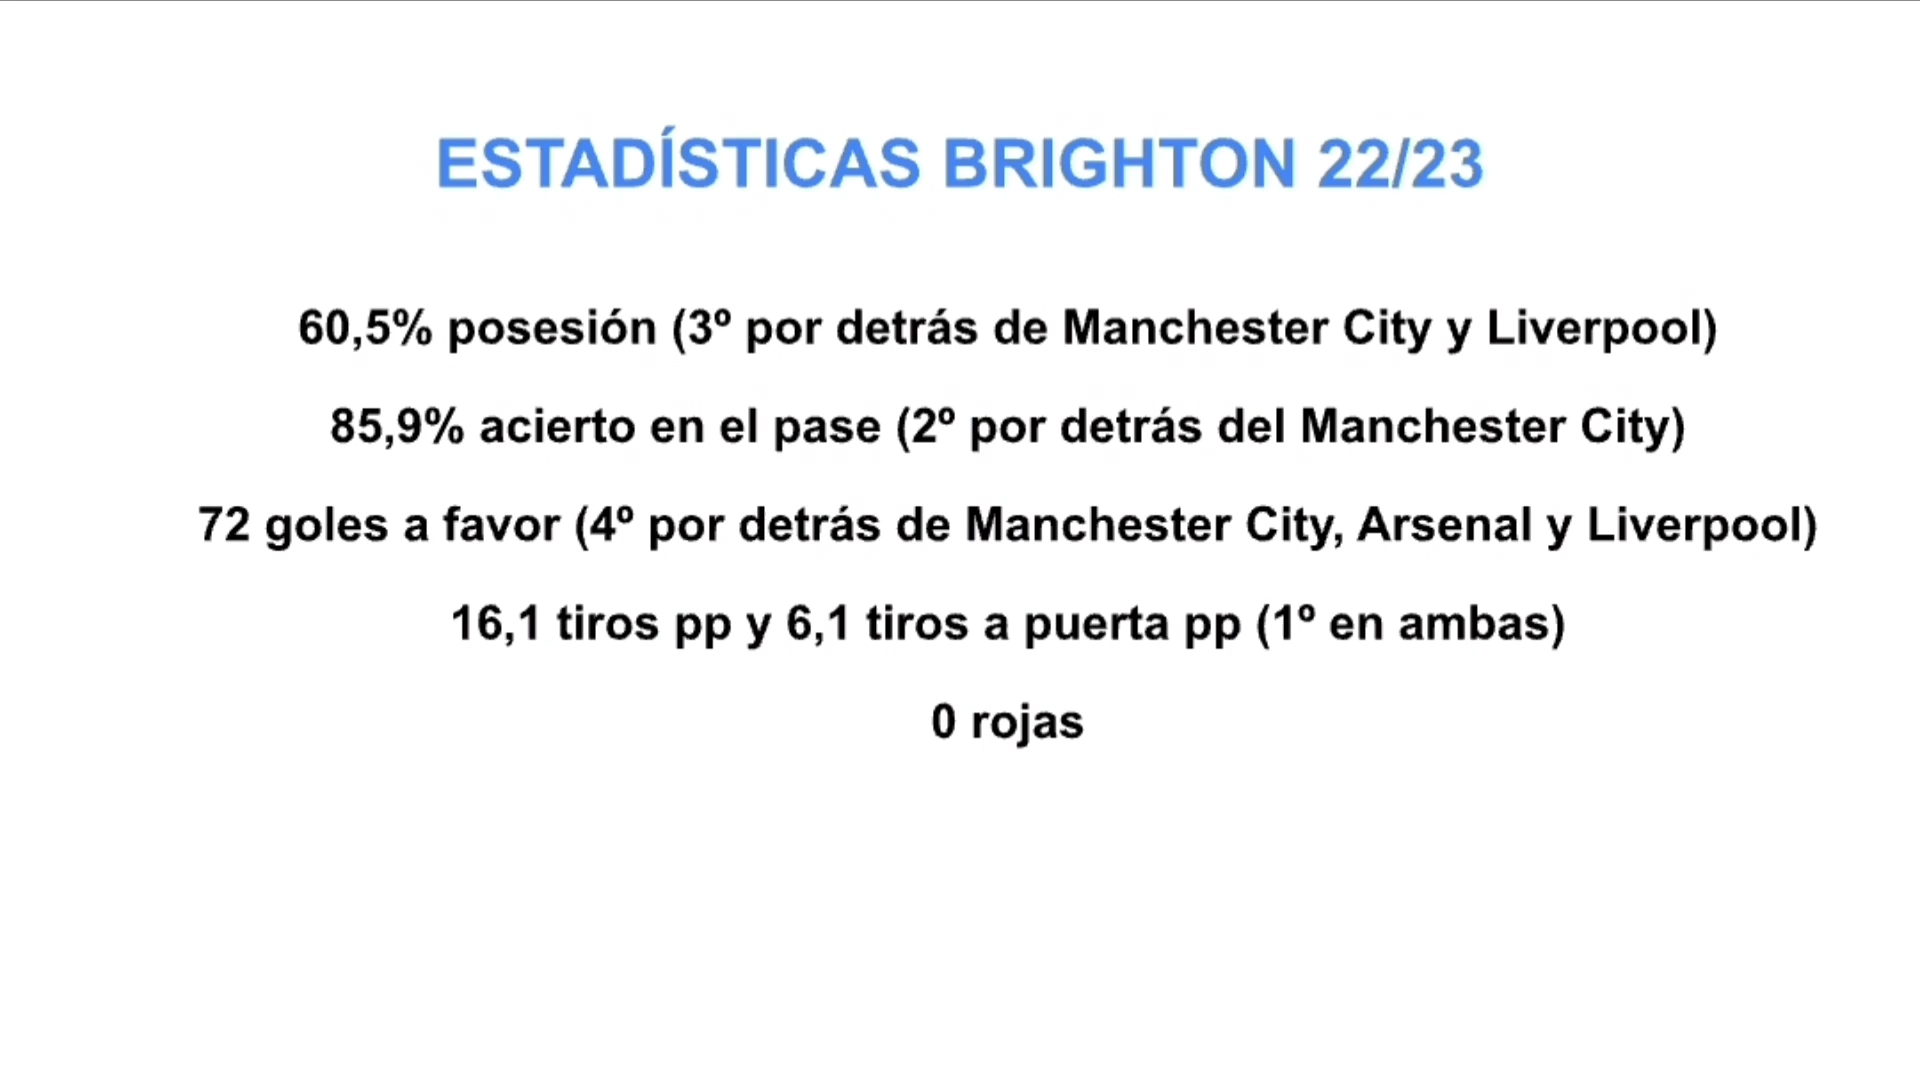 ESTADÍSTICAS BRIGHTON 22/23
60,5% posesión (3º por detrás de Manchester City y Liverpool)
85,9% acierto en el pase (2º por detrás del Manchester City)
72 goles a favor (4º por detrás de Manchester City, Arsenal y Liverpool)
16,1 tiros pp y 6,1 tiros a puerta pp (1º en ambas)
0 rojas